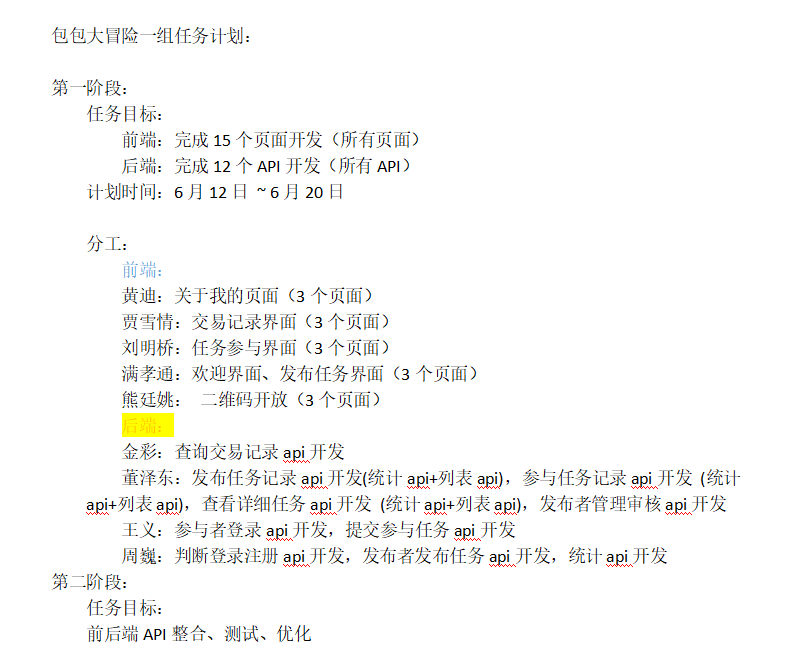 包包大冒险一组任务计划：
第一阶段：
任务目标：
前端：完成 15 个页面开发（所有页面）
后端：完成 12 个 API 开发（所有 API）
计划时间：6 月 12 日 ~ 6 月 20 日
分工：
前端：
黄迪：关于我的页面（3 个页面）
贾雪情：交易记录界面（3 个页面）
刘明桥：任务参与界面（3 个页面）
满孝通：欢迎界面、发布任务界面（3 个页面）
熊廷姚： 二维码开放（3 个页面）
后端：
金彩：查询交易记录 api 开发
董泽东：发布任务记录 api 开发(统计 api+列表 api)，参与任务记录 api 开发 (统计
api+列表 api)，查看详细任务 api 开发 (统计 api+列表 api)，发布者管理审核 api 开发
王义：参与者登录 api 开发，提交参与任务 api 开发
周巍：判断登录注册 api 开发，发布者发布任务 api 开发，统计 api 开发
第二阶段：
任务目标：
前后端 API 整合、测试、优化